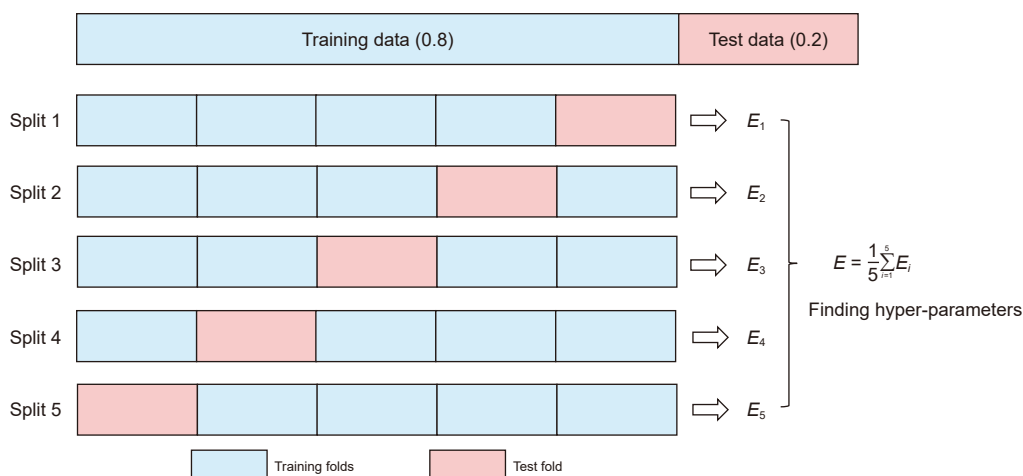 Training data (0.8) Test data (0.2)
Split 1 E₁
Split 2 E₂
Split 3 E₃
E = 1/5 ∑ᵢ₌₁⁵ Eᵢ
Finding hyper-parameters
Split 4 E₄
Split 5 E₅
Training folds Test fold